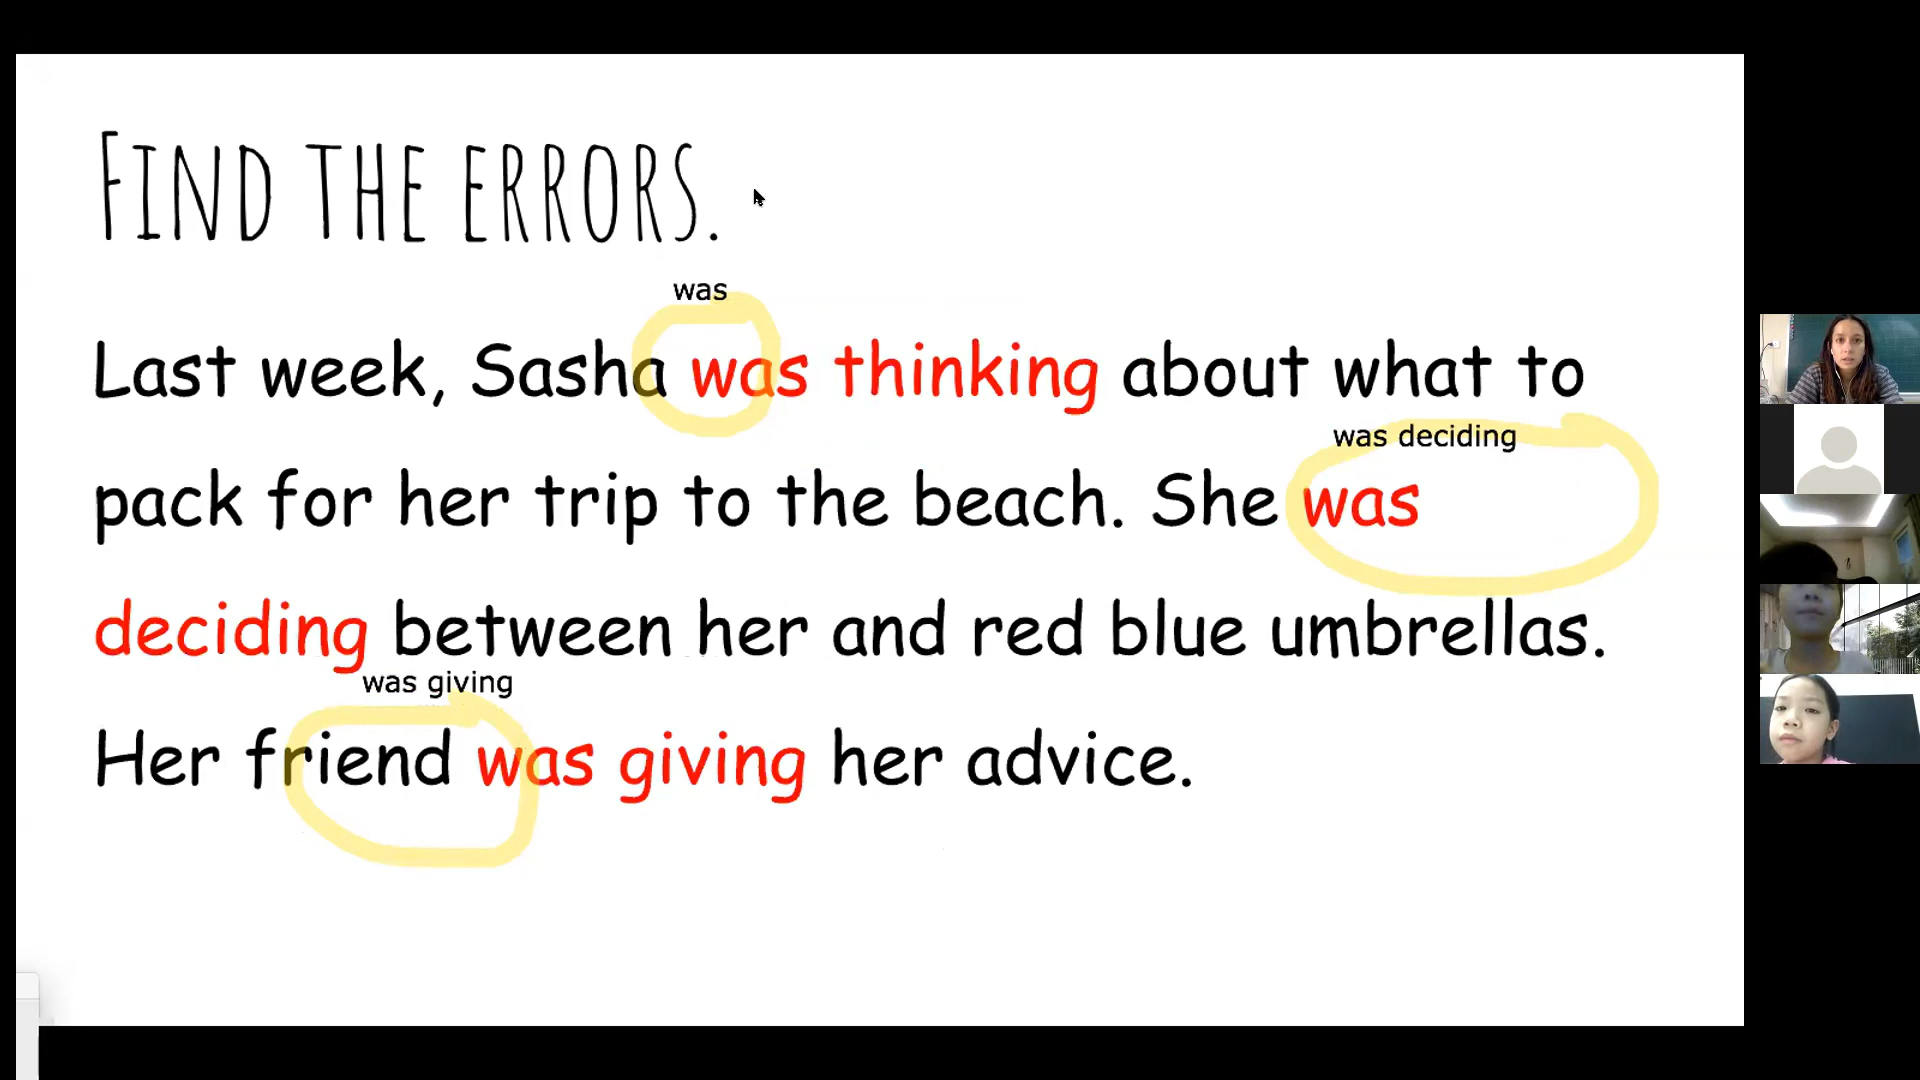 FIND THE ERRORS.
was
Last week, Sasha was thinking about what to
was deciding
pack for her trip to the beach. She was
deciding between her and red blue umbrellas.
was giving
Her friend was giving her advice.